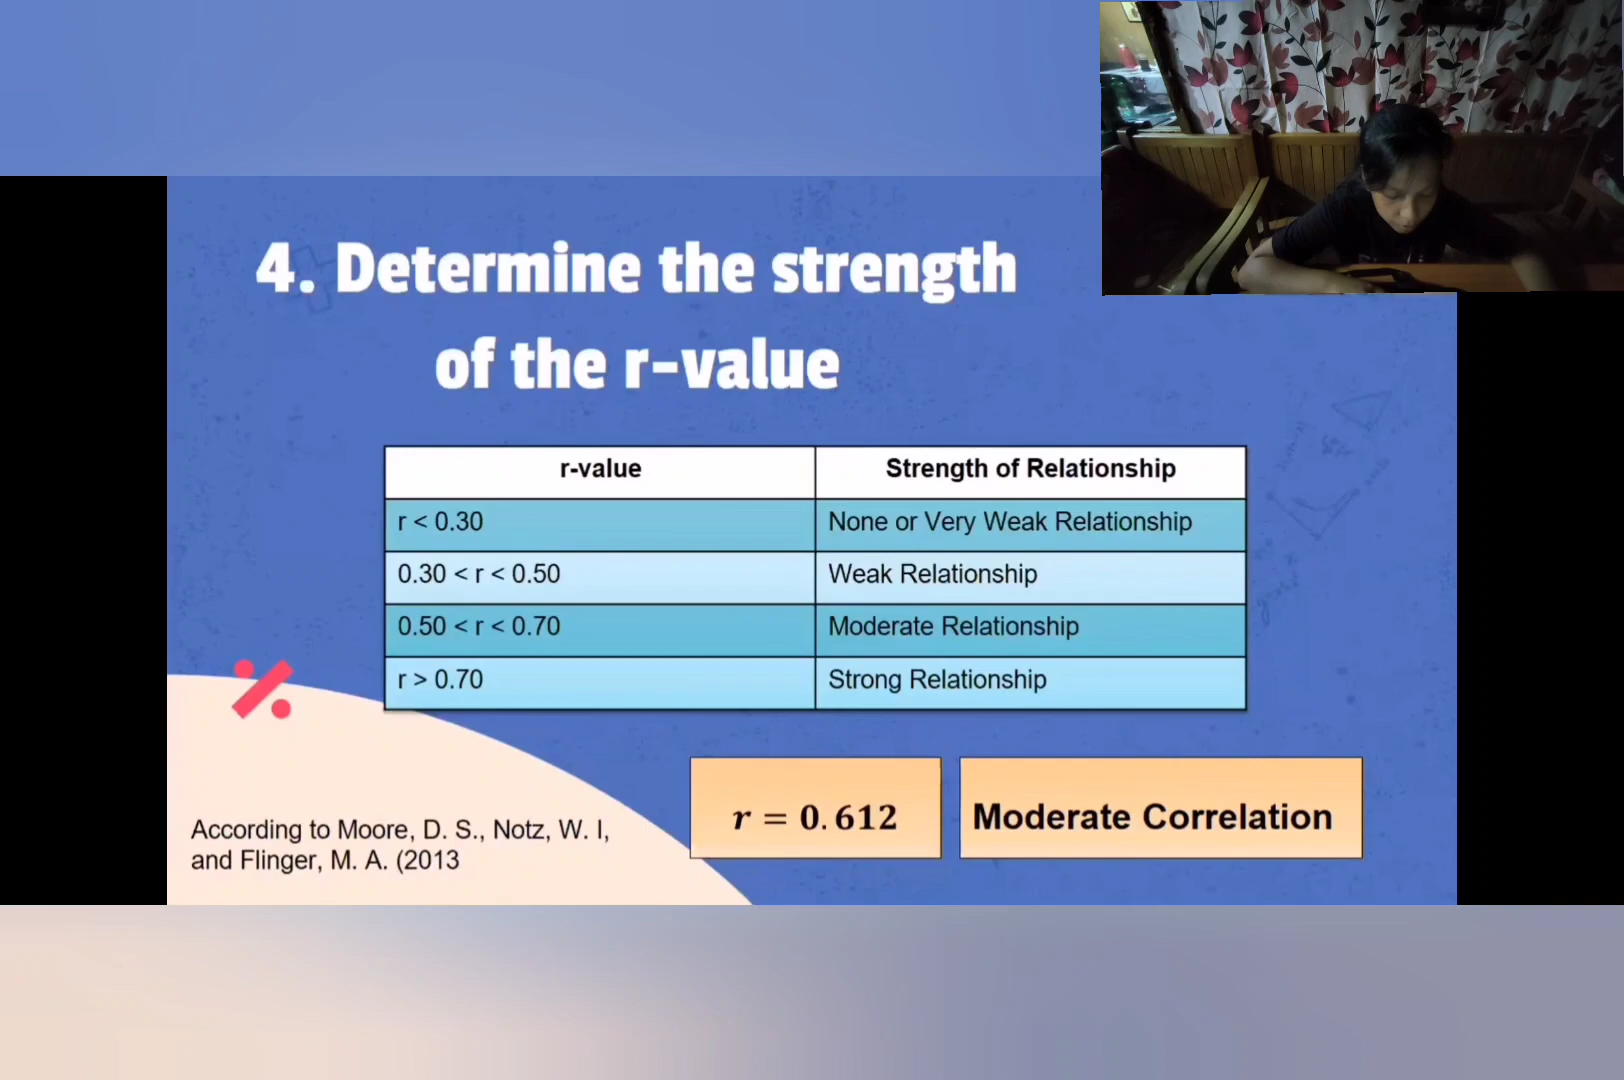 4. Determine the strength
of the r-value
r-value Strength of Relationship
r < 0.30 None or Very Weak Relationship
0.30 < r < 0.50 Weak Relationship
0.50 < r < 0.70 Moderate Relationship
r > 0.70 Strong Relationship
r = 0.612 Moderate Correlation
According to Moore, D. S., Notz, W. I,
and Flinger, M. A. (2013